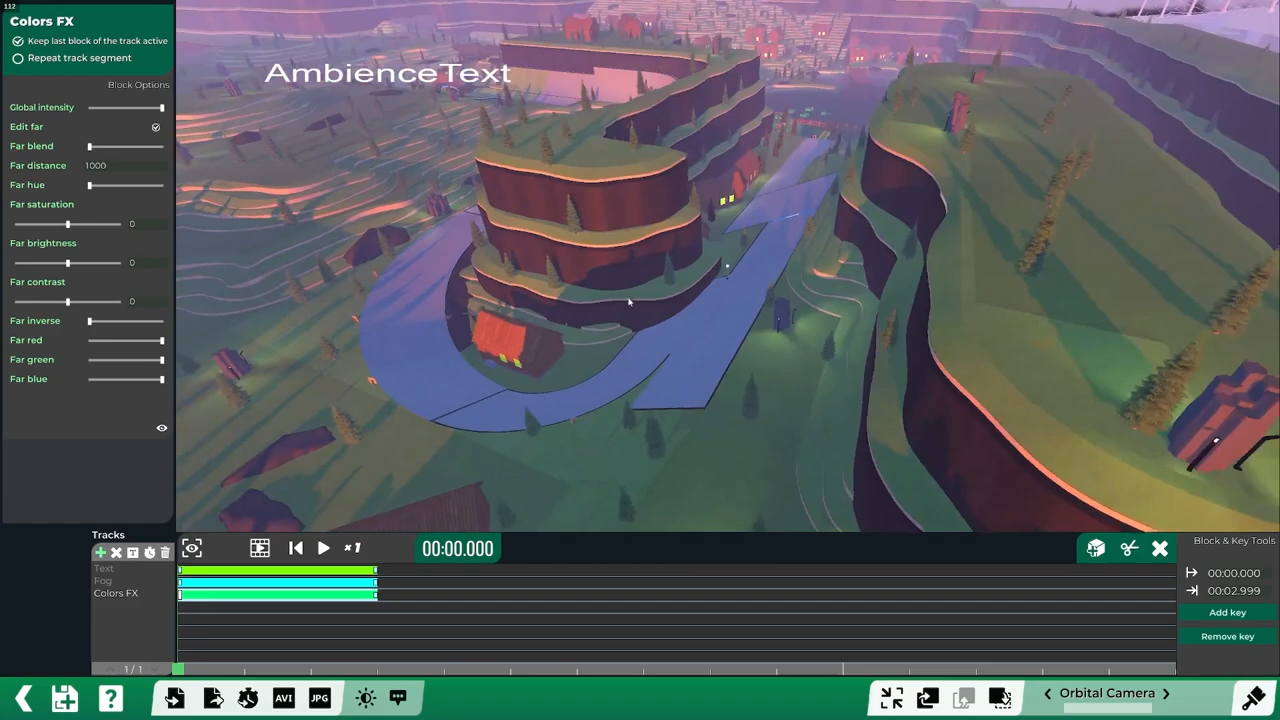 112
Colors FX
Keep last block of the track active
Repeat track segment
Block Options
Global intensity
Edit far
Far blend
Far distance 1000
Far hue
Far saturation
0
Far brightness
0
Far contrast
0
Far inverse
Far red
Far green
Far blue
AmbienceText
Tracks
Text
Fog
Colors FX
1 / 1
×1
00:00.000
Block & Key Tools
00:00.000
00:02.999
Add key
Remove key
?
AVI
JPG
Orbital Camera